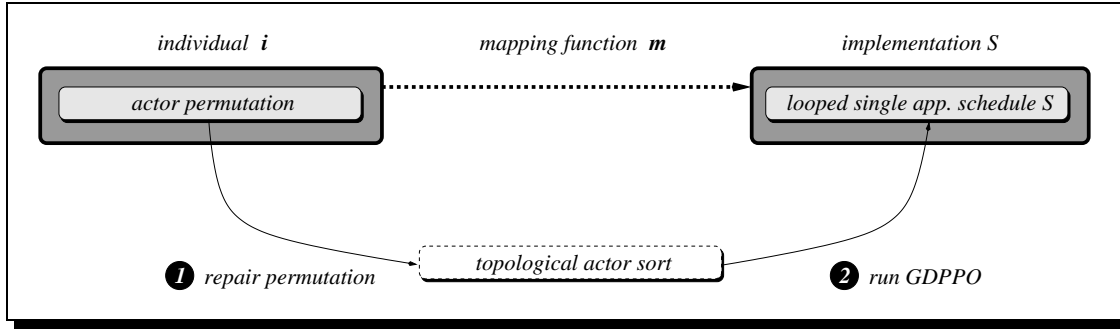 individual i
mapping function m
implementation S
actor permutation
looped single app. schedule S
topological actor sort
1 repair permutation
2 run GDPPO